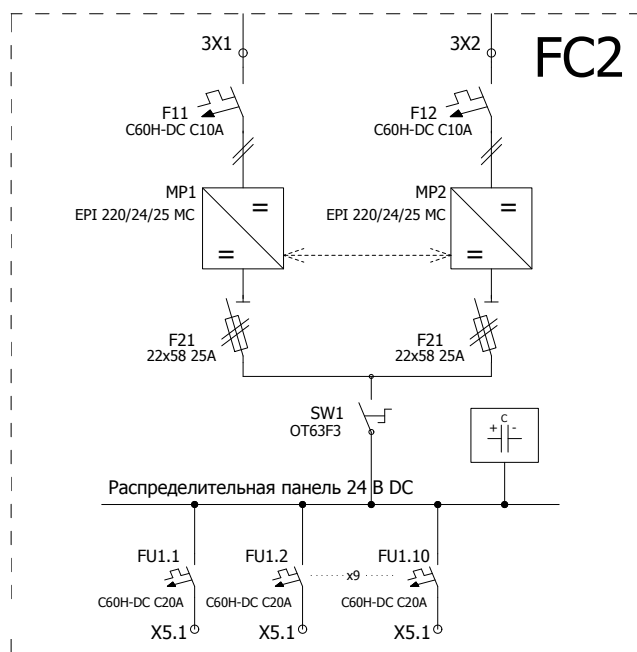 3X1
3X2
FC2
F11
C60H-DC C10A
F12
C60H-DC C10A
MP1
EPI 220/24/25 MC
MP2
EPI 220/24/25 MC
=
=
=
=
F21
22x58 25A
F21
22x58 25A
SW1
OT63F3
C
+ -
Распределительная панель 24 В DC
FU1.1
FU1.2
FU1.10
x9
C60H-DC C20A
C60H-DC C20A
C60H-DC C20A
X5.1
X5.1
X5.1